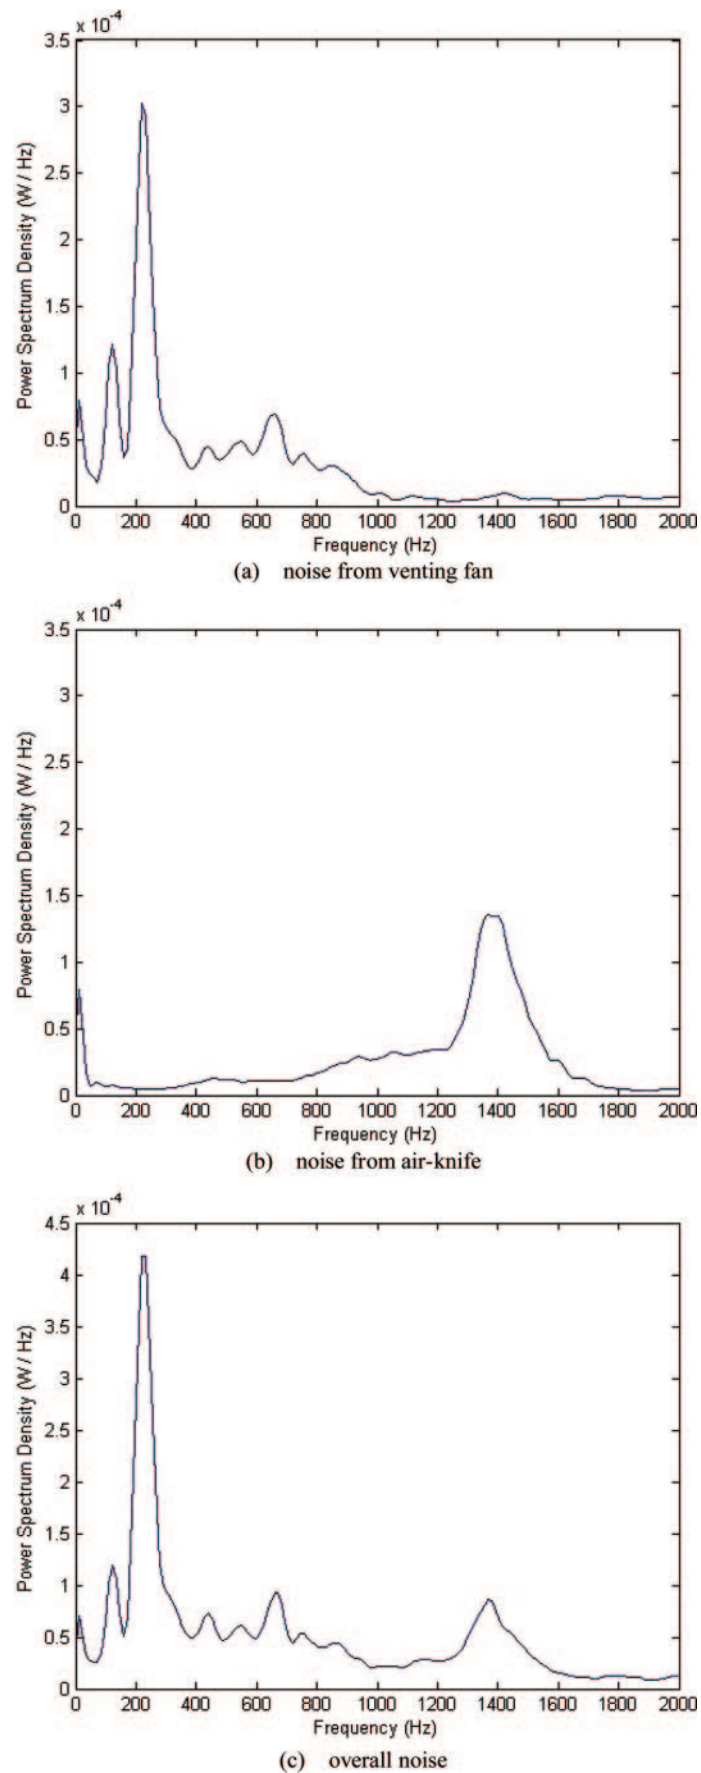 x 10-4
3.5
3
2.5
2
1.5
1
0.5
0
Power Spectrum Density (W / Hz)
0 200 400 600 800 1000 1200 1400 1600 1800 2000
Frequency (Hz)
(a) noise from venting fan
x 10-4
3.5
3
2.5
2
1.5
1
0.5
0
Power Spectrum Density (W / Hz)
0 200 400 600 800 1000 1200 1400 1600 1800 2000
Frequency (Hz)
(b) noise from air-knife
x 10-4
4.5
4
3.5
3
2.5
2
1.5
1
0.5
0
Power Spectrum Density (W / Hz)
0 200 400 600 800 1000 1200 1400 1600 1800 2000
Frequency (Hz)
(c) overall noise